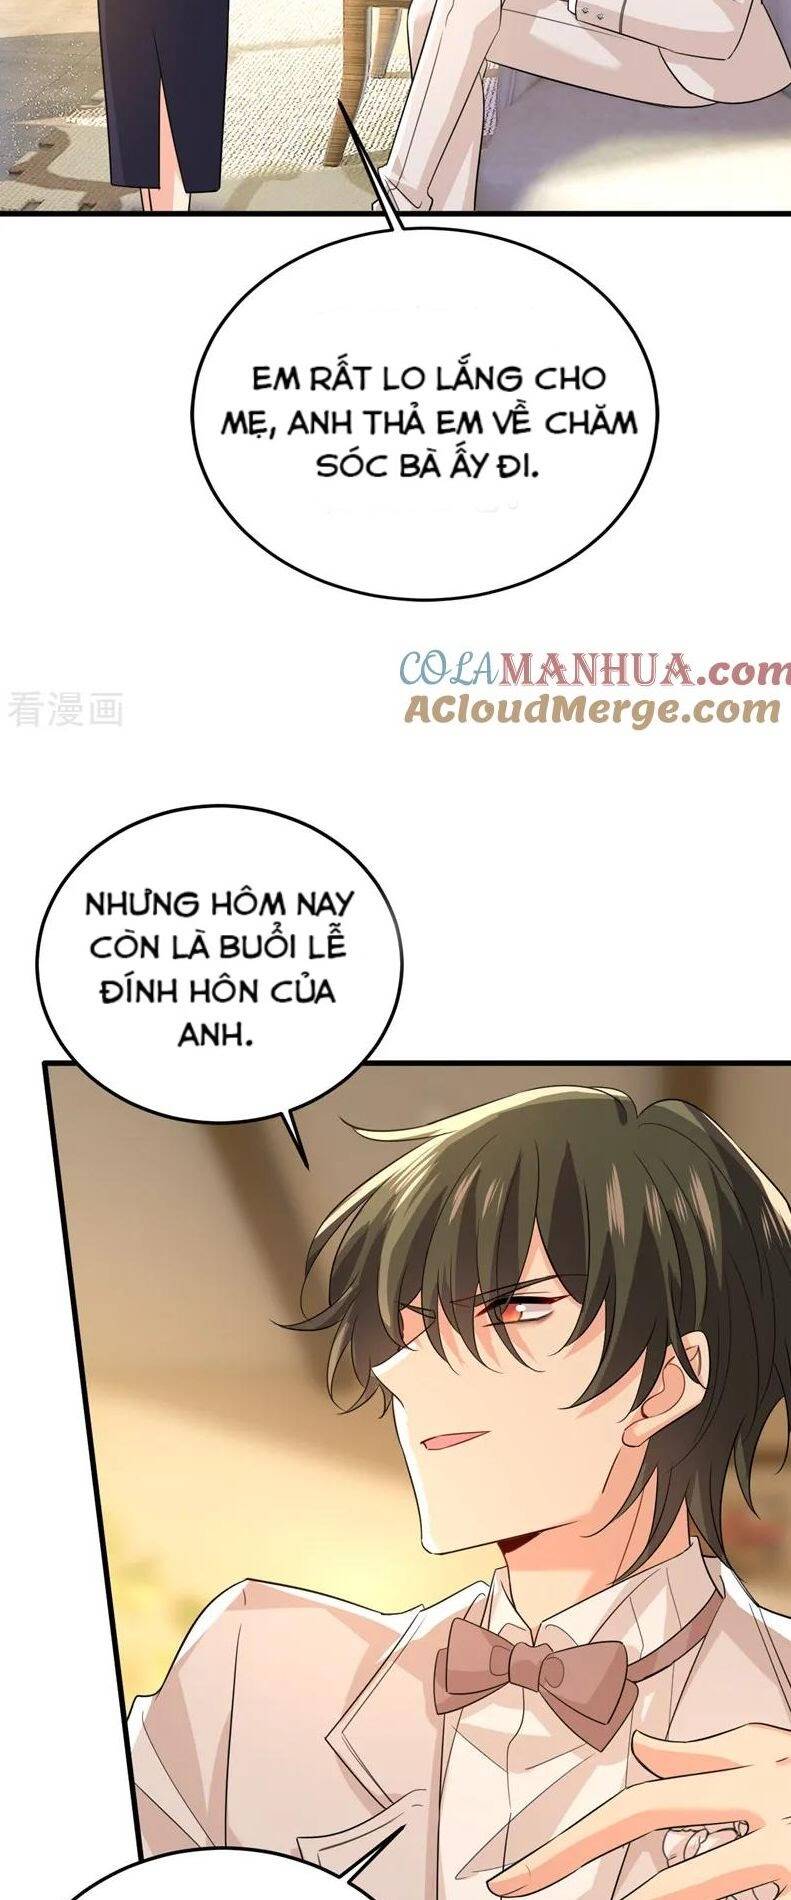 EM RẤT LO LẮNG CHO
MẸ, ANH THẢ EM VỀ CHĂM
SÓC BÀ ẤY ĐI.
COLAMANHUA.com
看漫画
ACloudMerge.com
NHƯNG HÔM NAY
CÒN LÀ BUỔI LỄ
ĐÍNH HÔN CỦA
ANH.